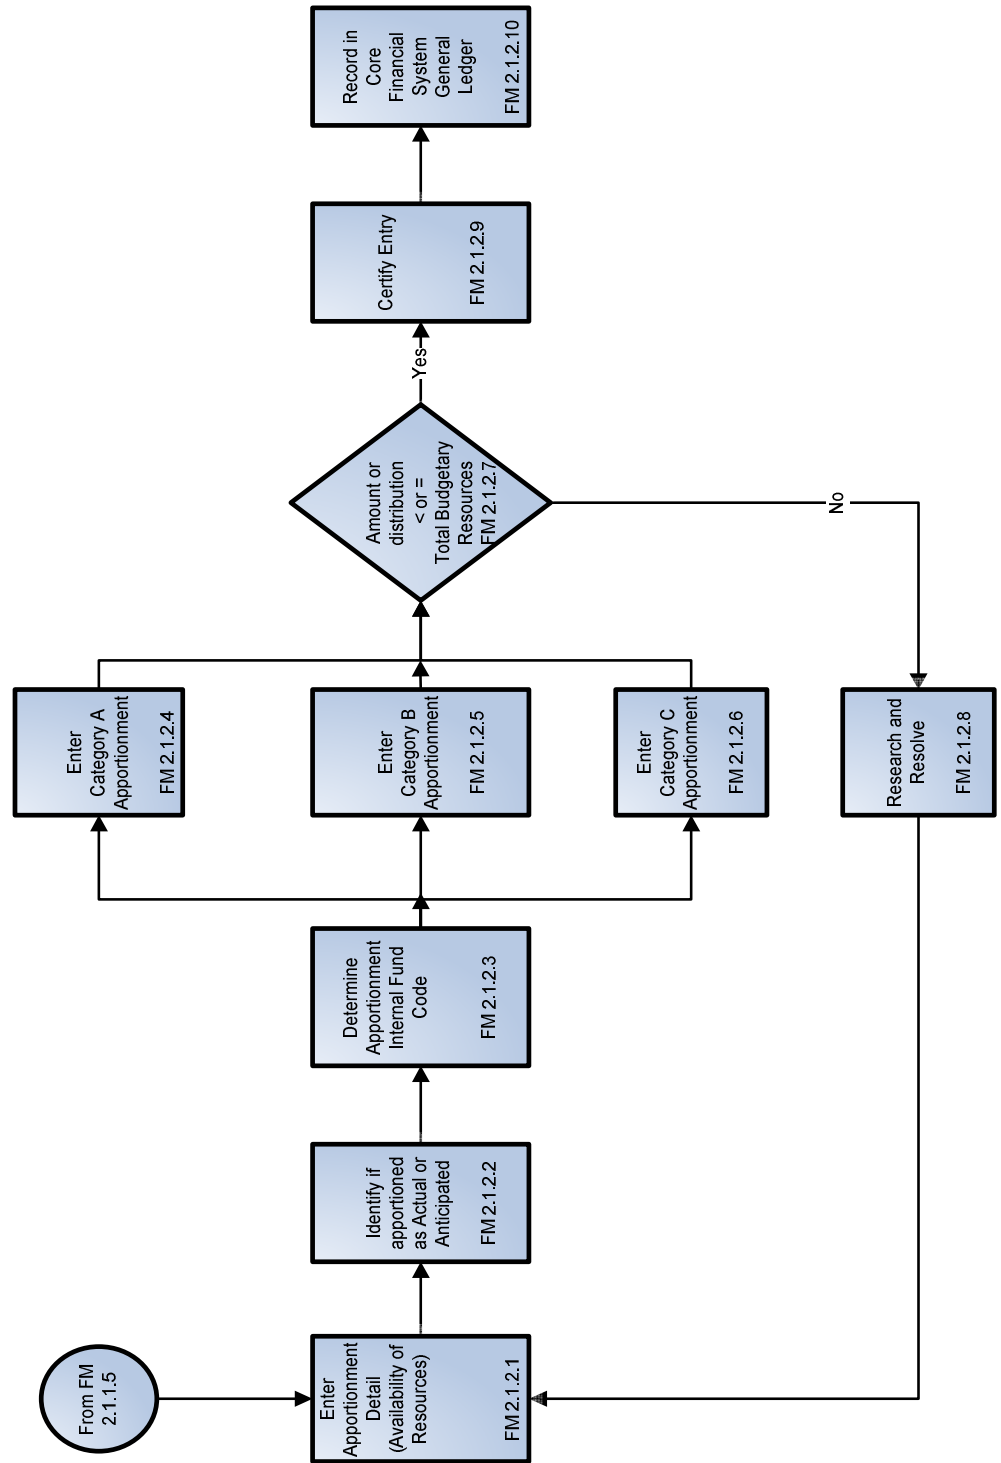 From FM
2.1.1.5
Enter
Apportionment
Detail
(Availability of
Resources)
FM 2.1.2.1
Identify if
apportioned
as Actual or
Anticipated
FM 2.1.2.2
Determine
Apportionment
Internal Fund
Code
FM 2.1.2.3
Enter
Category A
Apportionment
FM 2.1.2.4
Enter
Category B
Apportionment
FM 2.1.2.5
Enter
Category C
Apportionment
FM 2.1.2.6
Amount or
distribution
< or =
Total Budgetary
Resources
FM 2.1.2.7
Yes
No
Research and
Resolve
FM 2.1.2.8
Certify Entry
FM 2.1.2.9
Record in
Core
Financial
System
General
Ledger
FM 2.1.2.10